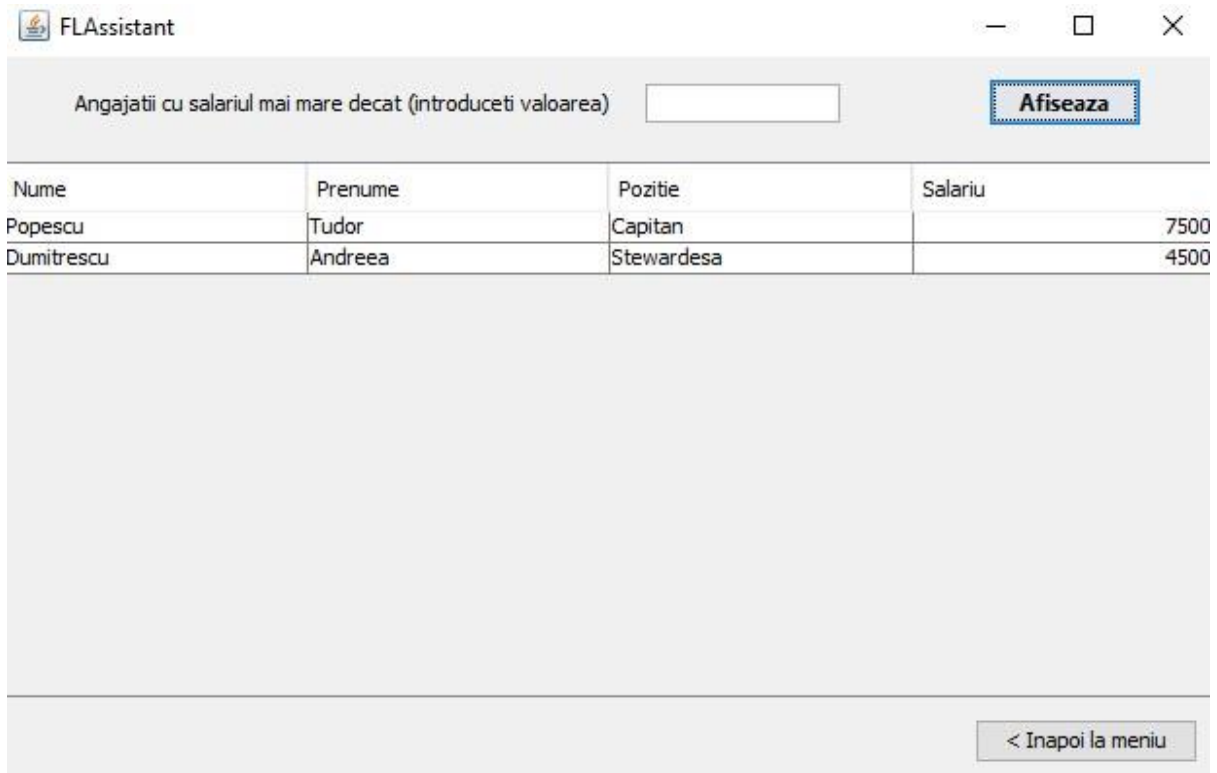 FLAssistant
Angajatii cu salariul mai mare decat (introduceti valoarea) Afiseaza
Nume Prenume Pozitie Salariu
Popescu Tudor Capitan 7500
Dumitrescu Andreea Stewardesa 4500
< Inapoi la meniu